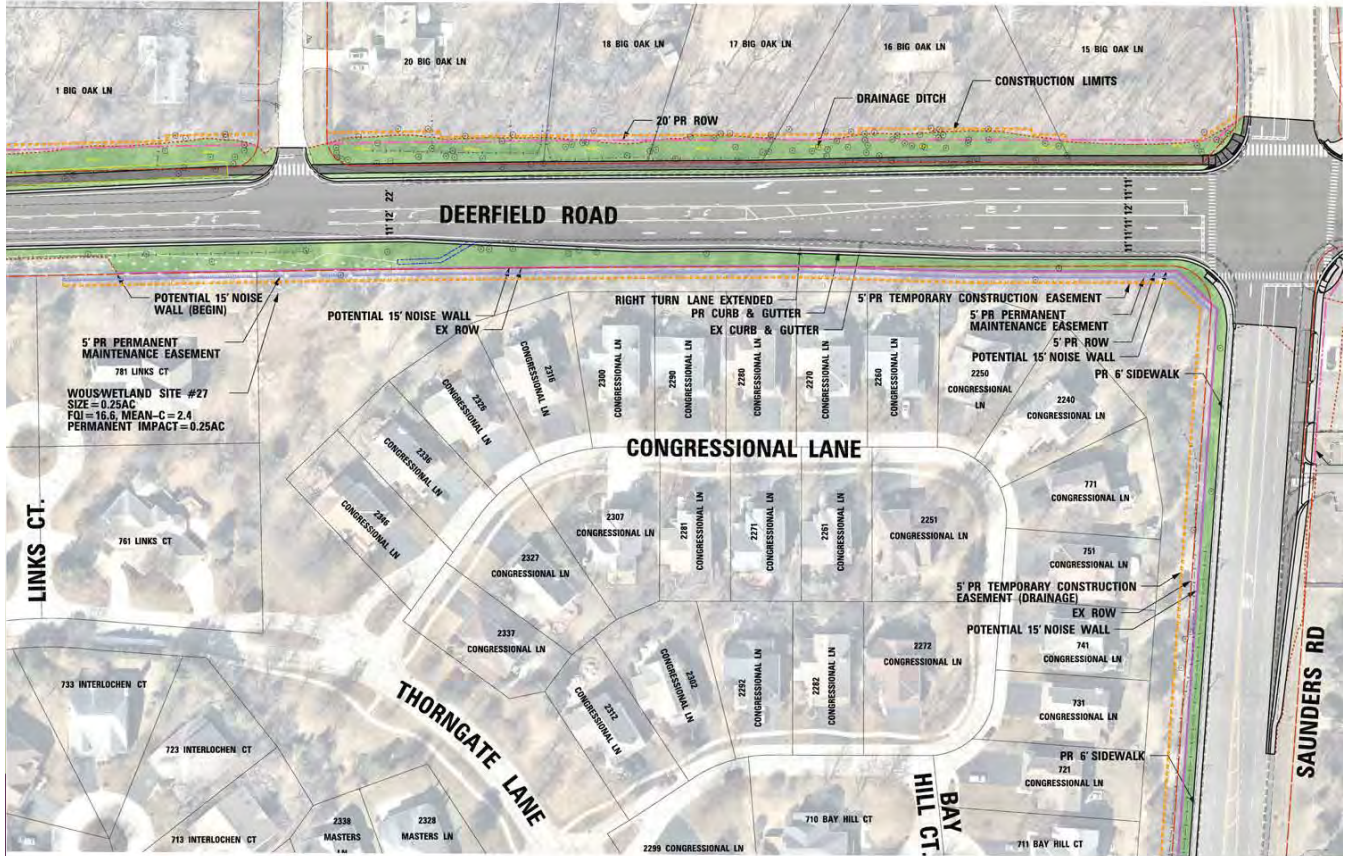 18 BIG OAK LN
17 BIG OAK LN
16 BIG OAK LN
15 BIG OAK LN
20 BIG OAK LN
1 BIG OAK LN
CONSTRUCTION LIMITS
DRAINAGE DITCH
20' PR ROW
11' 12' 22'
DEERFIELD ROAD
11' 11' 11' 12' 11' 11'
POTENTIAL 15' NOISE
WALL (BEGIN)
5' PR PERMANENT
MAINTENANCE EASEMENT
781 LINKS CT
WOUS/WETLAND SITE #27
SIZE = 0.25AC
FQI = 16.6, MEAN-C = 2.4
PERMANENT IMPACT = 0.25AC
POTENTIAL 15' NOISE WALL
EX ROW
RIGHT TURN LANE EXTENDED
PR CURB & GUTTER
EX CURB & GUTTER
5' PR TEMPORARY CONSTRUCTION EASEMENT
5' PR PERMANENT
MAINTENANCE EASEMENT
5' PR ROW
POTENTIAL 15' NOISE WALL
PR 6' SIDEWALK
2346
CONGRESSIONAL LN
2336
CONGRESSIONAL LN
2326
CONGRESSIONAL LN
2316
CONGRESSIONAL LN
2300
CONGRESSIONAL LN
2290
CONGRESSIONAL LN
2280
CONGRESSIONAL LN
2270
CONGRESSIONAL LN
2260
CONGRESSIONAL LN
2250
CONGRESSIONAL
LN
2240
CONGRESSIONAL LN
CONGRESSIONAL LANE
771
CONGRESSIONAL LN
LINKS CT.
761 LINKS CT
2307
CONGRESSIONAL LN
2281
CONGRESSIONAL LN
2271
CONGRESSIONAL LN
2261
CONGRESSIONAL LN
2251
CONGRESSIONAL LN
751
CONGRESSIONAL LN
2327
CONGRESSIONAL LN
5' PR TEMPORARY CONSTRUCTION
EASEMENT (DRAINAGE)
EX ROW
POTENTIAL 15' NOISE WALL
2337
CONGRESSIONAL LN
2312
CONGRESSIONAL LN
2302
CONGRESSIONAL LN
2292
CONGRESSIONAL LN
2282
CONGRESSIONAL LN
2272
CONGRESSIONAL LN
741
CONGRESSIONAL LN
731
CONGRESSIONAL LN
733 INTERLOCHEN CT
723 INTERLOCHEN CT
THORNGATE LANE
SAUNDERS RD
PR 6' SIDEWALK
721
CONGRESSIONAL LN
BAY
HILL CT.
713 INTERLOCHEN CT
2338
MASTERS
LN
2328
MASTERS LN
2299 CONGRESSIONAL LN
710 BAY HILL CT
711 BAY HILL CT